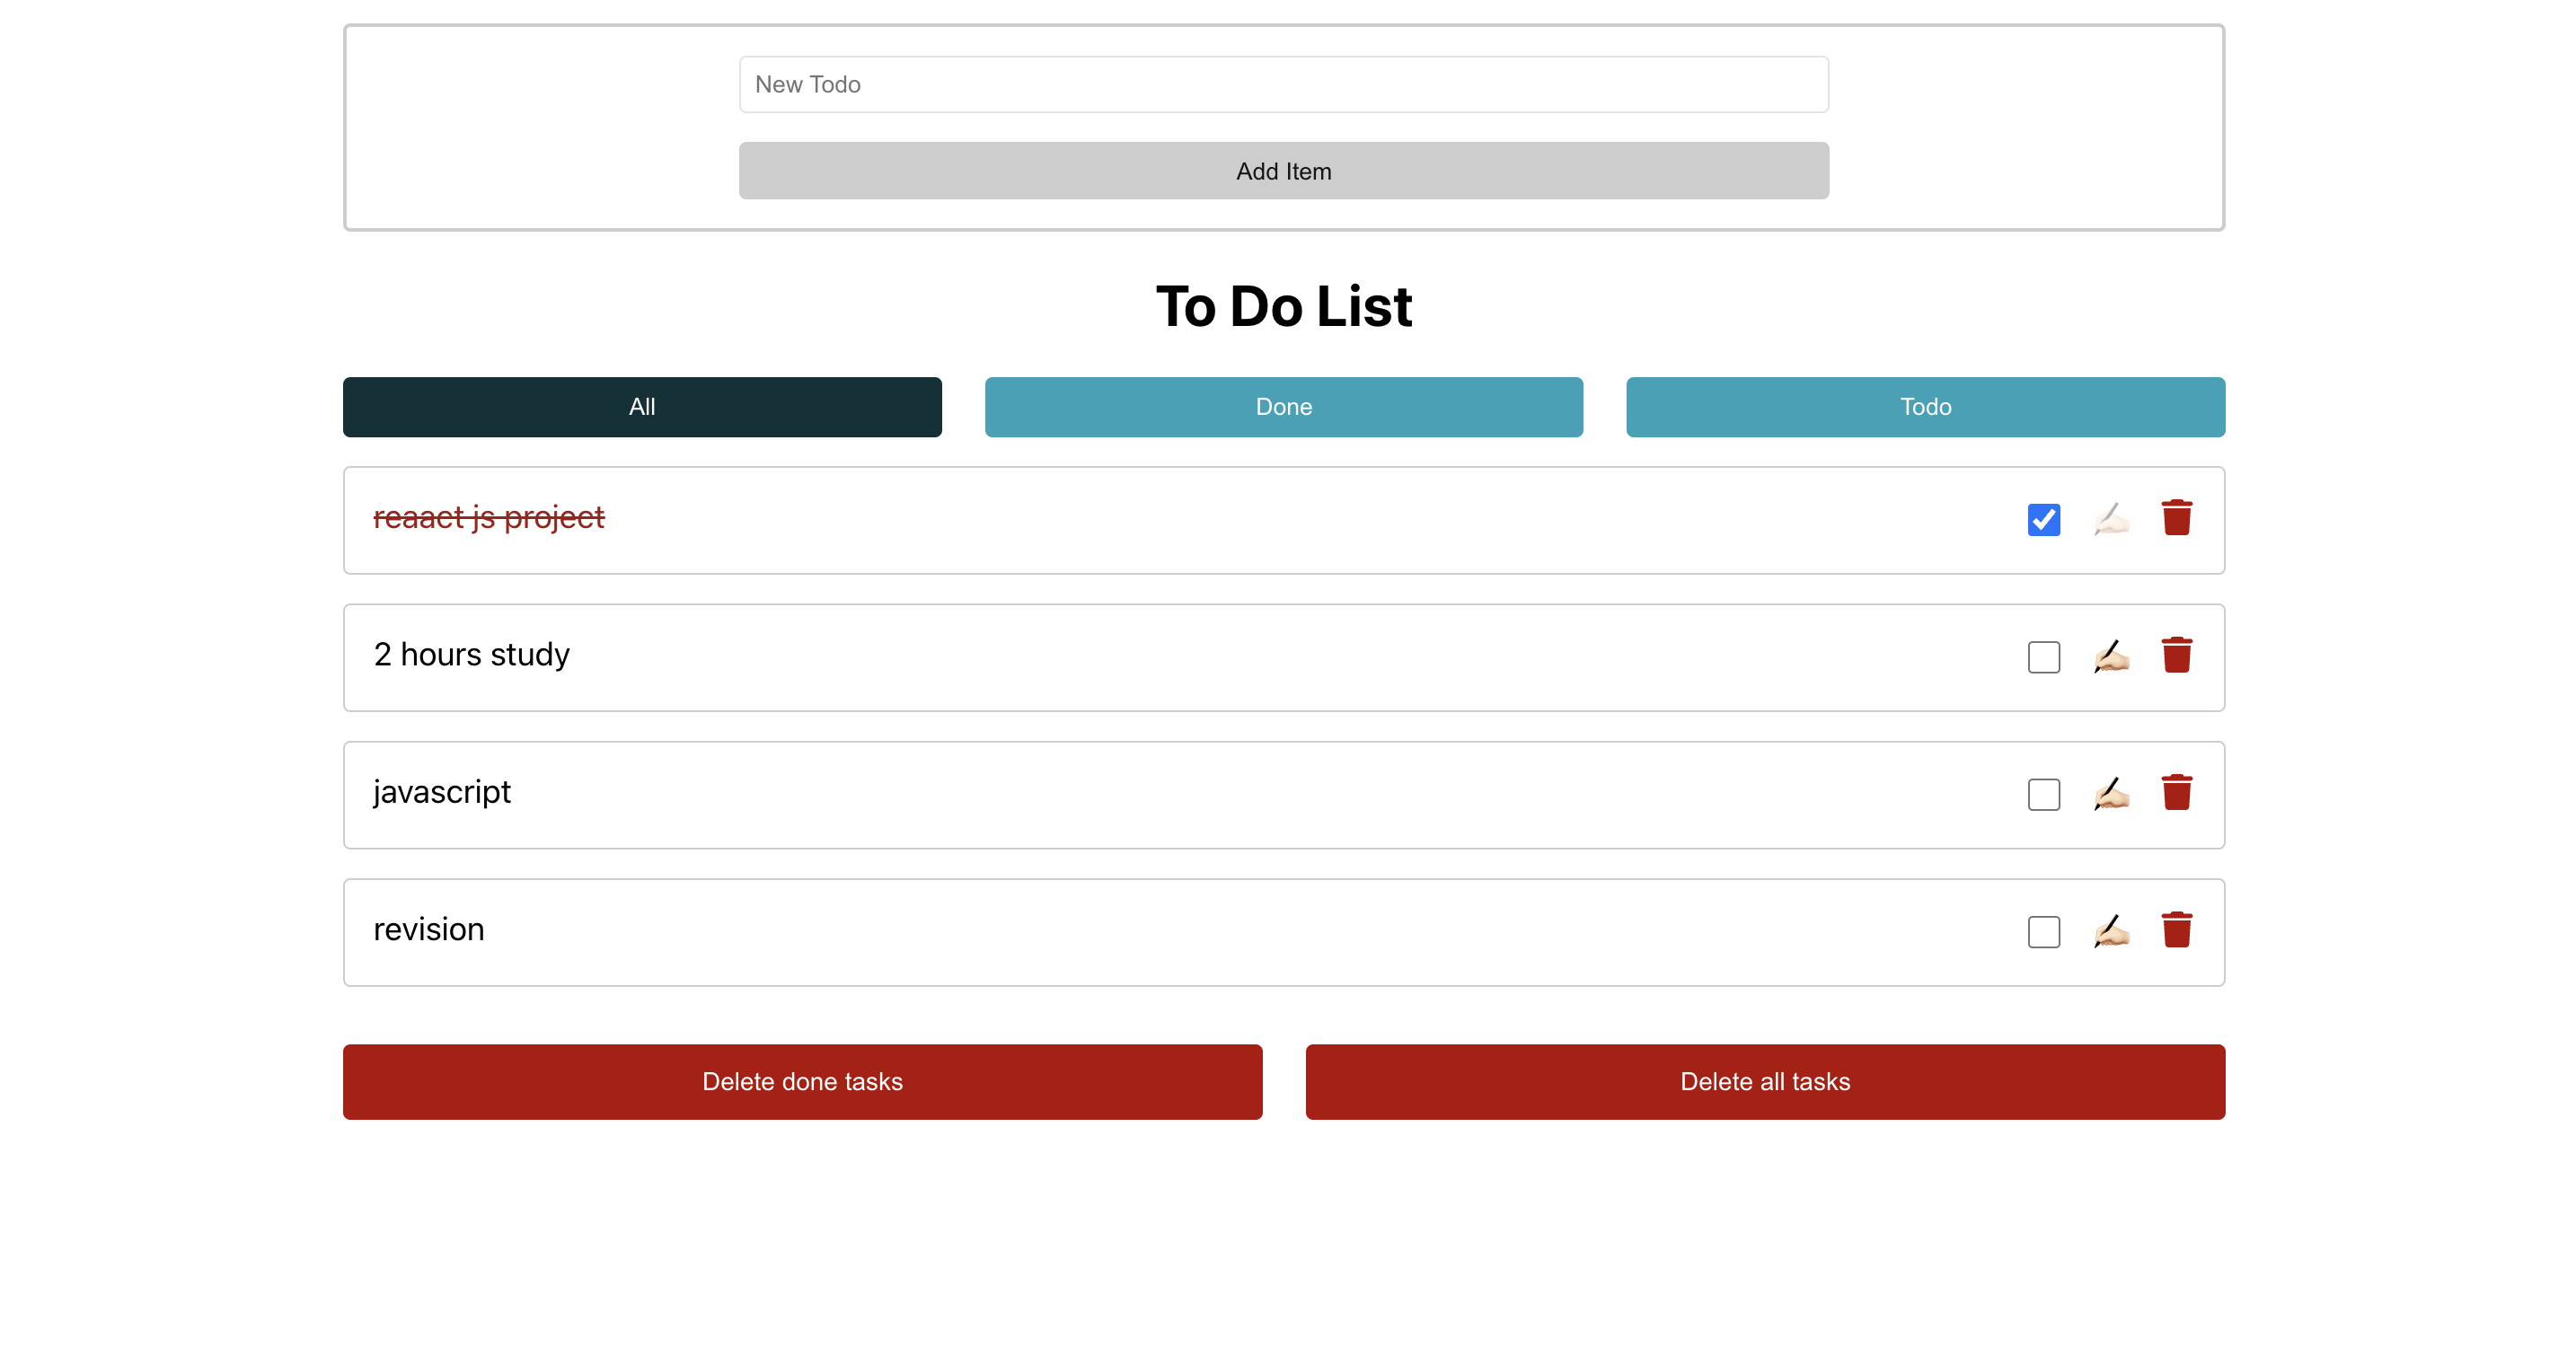 New Todo
Add Item
To Do List
All Done Todo
reaact js project
2 hours study
javascript
revision
Delete done tasks Delete all tasks